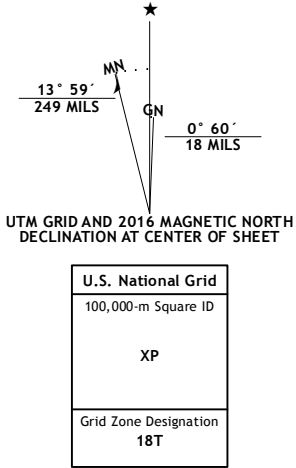 MN
13° 59´
249 MILS
GN
0° 60´
18 MILS
UTM GRID AND 2016 MAGNETIC NORTH
DECLINATION AT CENTER OF SHEET
U.S. National Grid
100,000-m Square ID
XP
Grid Zone Designation
18T